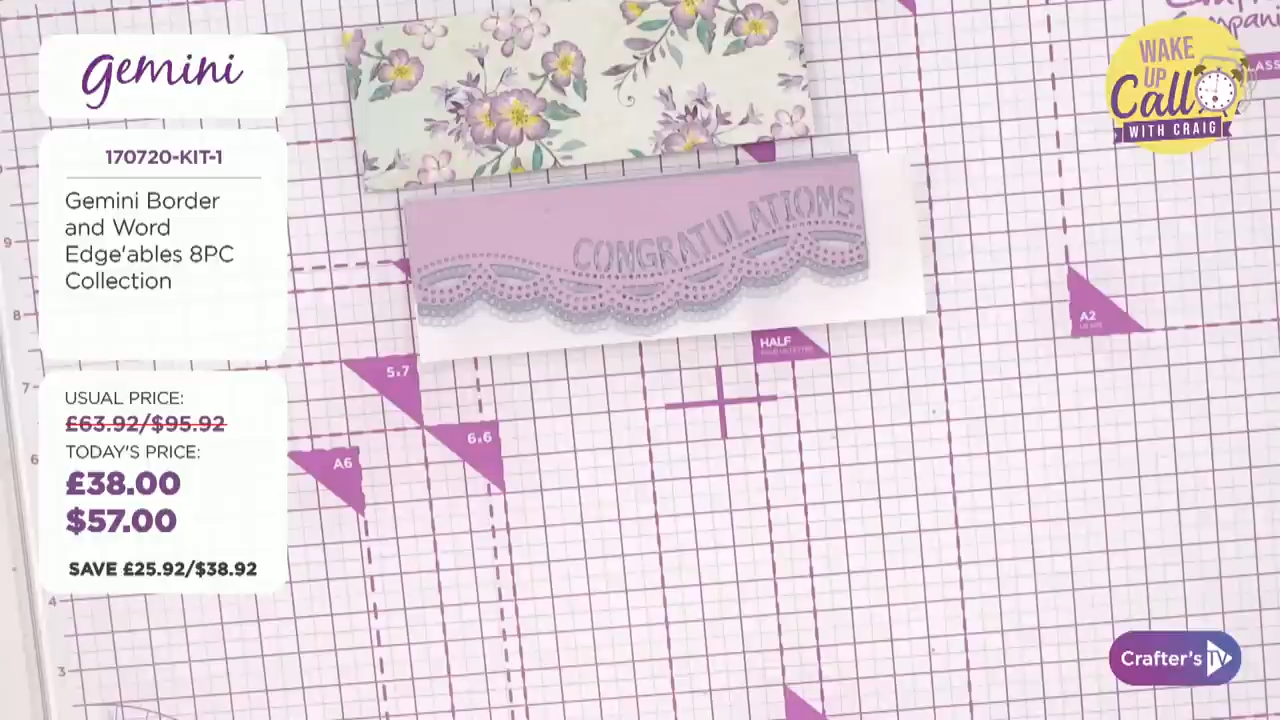 gemini
170720-KIT-1
Gemini Border
and Word
Edge'ables 8PC
Collection
USUAL PRICE:
£63.92/$95.92
TODAY'S PRICE:
£38.00
$57.00
SAVE £25.92/$38.92
WAKE
UP
Call
WITH CRAIG
CONGRATULATIONS
A2
HALF
5x7
6x6
A6
9
8
7
6
4
3
Crafter's TV